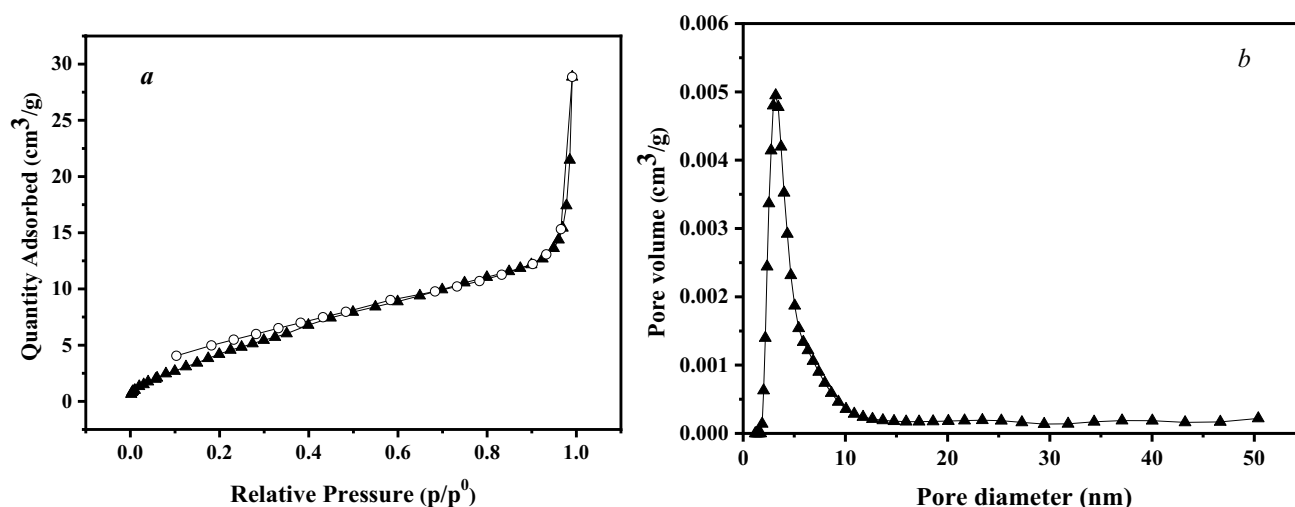 a
Quantity Adsorbed (cm³/g)
30
25
20
15
10
5
0
0.0 0.2 0.4 0.6 0.8 1.0
Relative Pressure (p/p⁰)
b
Pore volume (cm³/g)
0.006
0.005
0.004
0.003
0.002
0.001
0.000
0 10 20 30 40 50
Pore diameter (nm)